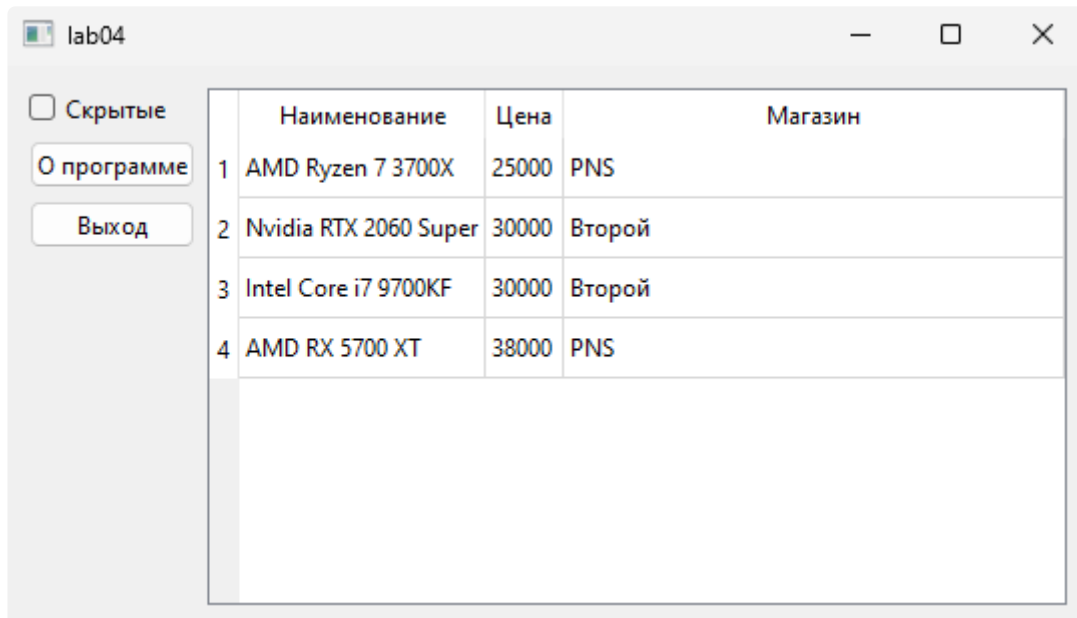 lab04
Скрытые
О программе
Выход
Наименование Цена Магазин
1 AMD Ryzen 7 3700X 25000 PNS
2 Nvidia RTX 2060 Super 30000 Второй
3 Intel Core i7 9700KF 30000 Второй
4 AMD RX 5700 XT 38000 PNS